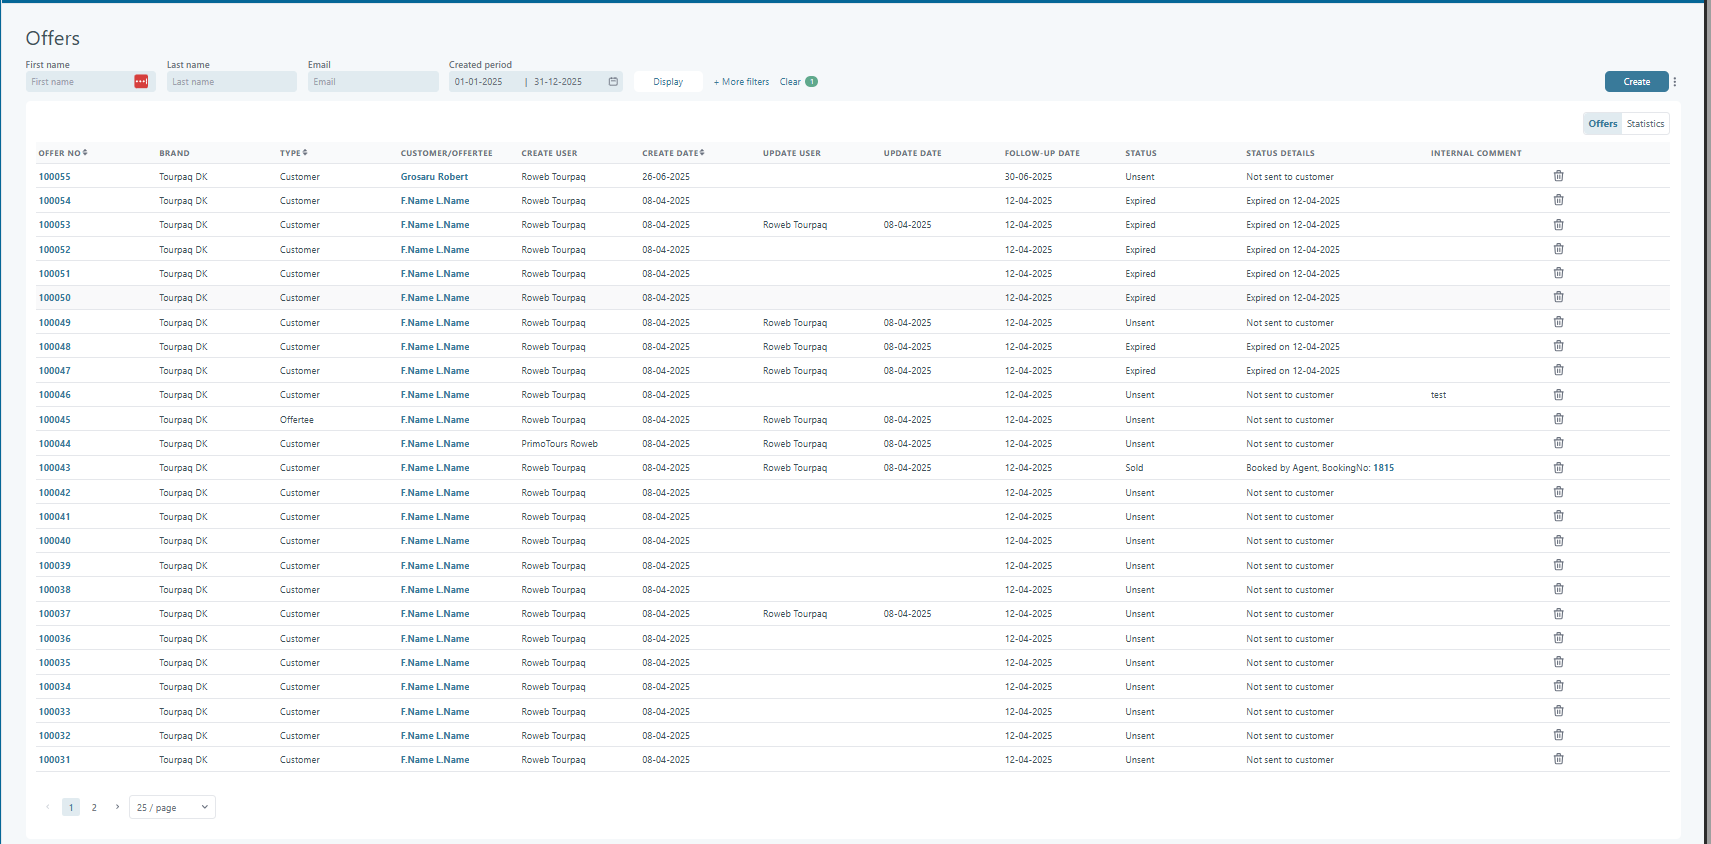 Offers
First name Last name Email Created period
First name Last name Email 01-01-2025 | 31-12-2025 Display + More filters Clear 1 Create
Offers Statistics
OFFER NO BRAND TYPE CUSTOMER/OFFERTEE CREATE USER CREATE DATE UPDATE USER UPDATE DATE FOLLOW-UP DATE STATUS STATUS DETAILS INTERNAL COMMENT
100055 Tourpaq DK Customer Grosaru Robert Roweb Tourpaq 26-06-2025 30-06-2025 Unsent Not sent to customer
100054 Tourpaq DK Customer F.Name L.Name Roweb Tourpaq 08-04-2025 12-04-2025 Expired Expired on 12-04-2025
100053 Tourpaq DK Customer F.Name L.Name Roweb Tourpaq 08-04-2025 Roweb Tourpaq 08-04-2025 12-04-2025 Expired Expired on 12-04-2025
100052 Tourpaq DK Customer F.Name L.Name Roweb Tourpaq 08-04-2025 12-04-2025 Expired Expired on 12-04-2025
100051 Tourpaq DK Customer F.Name L.Name Roweb Tourpaq 08-04-2025 12-04-2025 Expired Expired on 12-04-2025
100050 Tourpaq DK Customer F.Name L.Name Roweb Tourpaq 08-04-2025 12-04-2025 Expired Expired on 12-04-2025
100049 Tourpaq DK Customer F.Name L.Name Roweb Tourpaq 08-04-2025 Roweb Tourpaq 08-04-2025 12-04-2025 Unsent Not sent to customer
100048 Tourpaq DK Customer F.Name L.Name Roweb Tourpaq 08-04-2025 Roweb Tourpaq 08-04-2025 12-04-2025 Expired Expired on 12-04-2025
100047 Tourpaq DK Customer F.Name L.Name Roweb Tourpaq 08-04-2025 Roweb Tourpaq 08-04-2025 12-04-2025 Expired Expired on 12-04-2025
100046 Tourpaq DK Customer F.Name L.Name Roweb Tourpaq 08-04-2025 12-04-2025 Unsent Not sent to customer test
100045 Tourpaq DK Offertee F.Name L.Name Roweb Tourpaq 08-04-2025 Roweb Tourpaq 08-04-2025 12-04-2025 Unsent Not sent to customer
100044 Tourpaq DK Customer F.Name L.Name PrimoTours Roweb 08-04-2025 Roweb Tourpaq 08-04-2025 12-04-2025 Unsent Not sent to customer
100043 Tourpaq DK Customer F.Name L.Name Roweb Tourpaq 08-04-2025 Roweb Tourpaq 08-04-2025 12-04-2025 Sold Booked by Agent, BookingNo: 1815
100042 Tourpaq DK Customer F.Name L.Name Roweb Tourpaq 08-04-2025 12-04-2025 Unsent Not sent to customer
100041 Tourpaq DK Customer F.Name L.Name Roweb Tourpaq 08-04-2025 12-04-2025 Unsent Not sent to customer
100040 Tourpaq DK Customer F.Name L.Name Roweb Tourpaq 08-04-2025 12-04-2025 Unsent Not sent to customer
100039 Tourpaq DK Customer F.Name L.Name Roweb Tourpaq 08-04-2025 12-04-2025 Unsent Not sent to customer
100038 Tourpaq DK Customer F.Name L.Name Roweb Tourpaq 08-04-2025 12-04-2025 Unsent Not sent to customer
100037 Tourpaq DK Customer F.Name L.Name Roweb Tourpaq 08-04-2025 Roweb Tourpaq 08-04-2025 12-04-2025 Unsent Not sent to customer
100036 Tourpaq DK Customer F.Name L.Name Roweb Tourpaq 08-04-2025 12-04-2025 Unsent Not sent to customer
100035 Tourpaq DK Customer F.Name L.Name Roweb Tourpaq 08-04-2025 12-04-2025 Unsent Not sent to customer
100034 Tourpaq DK Customer F.Name L.Name Roweb Tourpaq 08-04-2025 12-04-2025 Unsent Not sent to customer
100033 Tourpaq DK Customer F.Name L.Name Roweb Tourpaq 08-04-2025 12-04-2025 Unsent Not sent to customer
100032 Tourpaq DK Customer F.Name L.Name Roweb Tourpaq 08-04-2025 12-04-2025 Unsent Not sent to customer
100031 Tourpaq DK Customer F.Name L.Name Roweb Tourpaq 08-04-2025 12-04-2025 Unsent Not sent to customer
1 2 25 / page